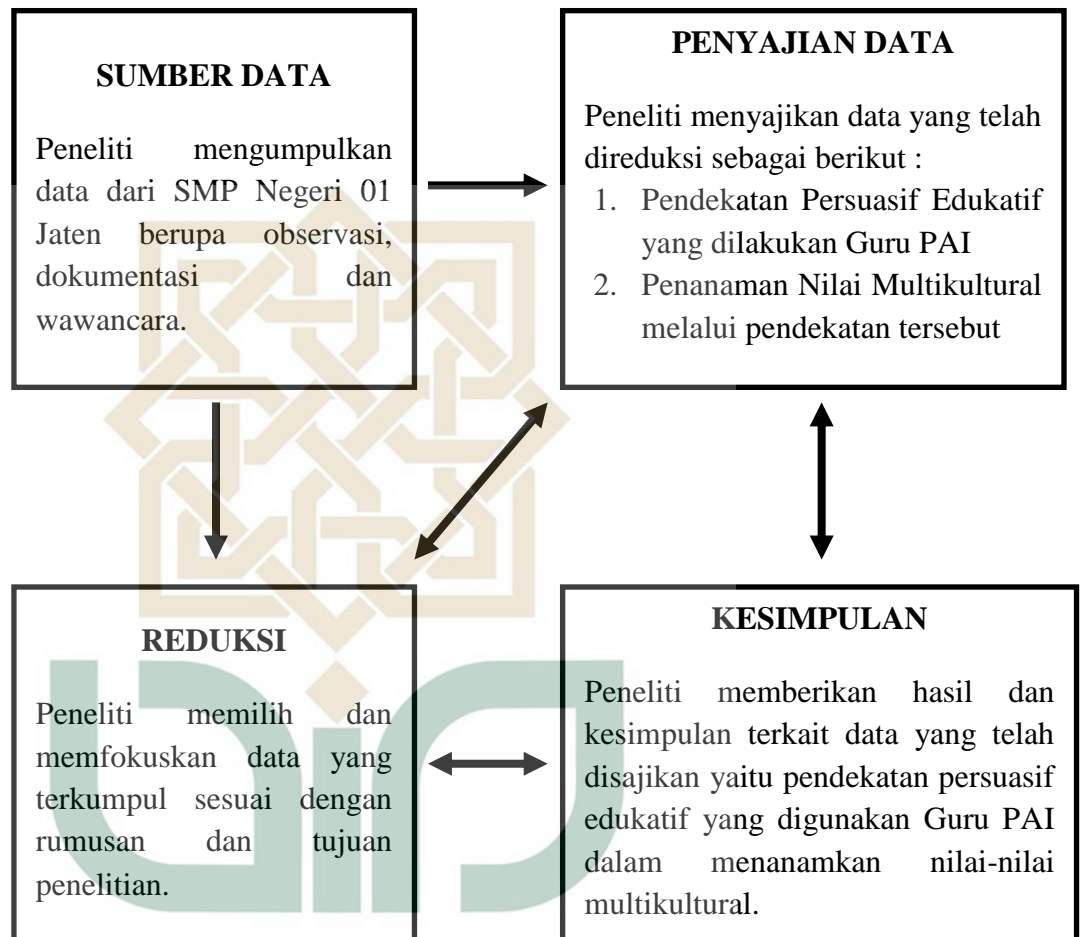 SUMBER DATA
Peneliti mengumpulkan
data dari SMP Negeri 01
Jaten berupa observasi,
dokumentasi dan
wawancara.
PENYAJIAN DATA
Peneliti menyajikan data yang telah
direduksi sebagai berikut :
1. Pendekatan Persuasif Edukatif
yang dilakukan Guru PAI
2. Penanaman Nilai Multikultural
melalui pendekatan tersebut
REDUKSI
Peneliti memilih dan
memfokuskan data yang
terkumpul sesuai dengan
rumusan dan tujuan
penelitian.
KESIMPULAN
Peneliti memberikan hasil dan
kesimpulan terkait data yang telah
disajikan yaitu pendekatan persuasif
edukatif yang digunakan Guru PAI
dalam menanamkan nilai-nilai
multikultural.